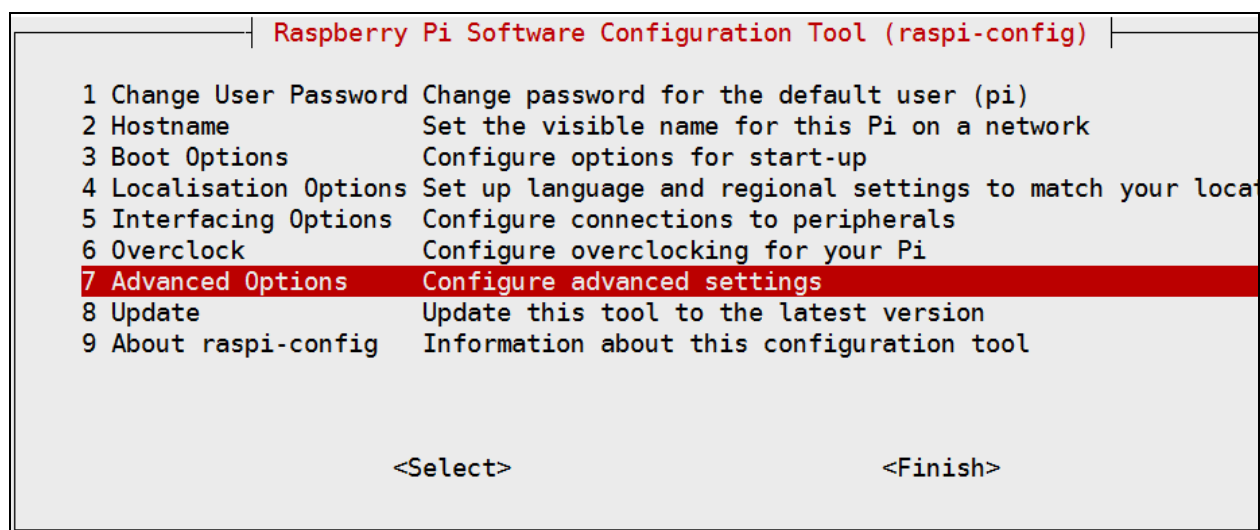 Raspberry Pi Software Configuration Tool (raspi-config)
1 Change User Password Change password for the default user (pi)
2 Hostname Set the visible name for this Pi on a network
3 Boot Options Configure options for start-up
4 Localisation Options Set up language and regional settings to match your locat
5 Interfacing Options Configure connections to peripherals
6 Overclock Configure overclocking for your Pi
7 Advanced Options Configure advanced settings
8 Update Update this tool to the latest version
9 About raspi-config Information about this configuration tool
<Select> <Finish>